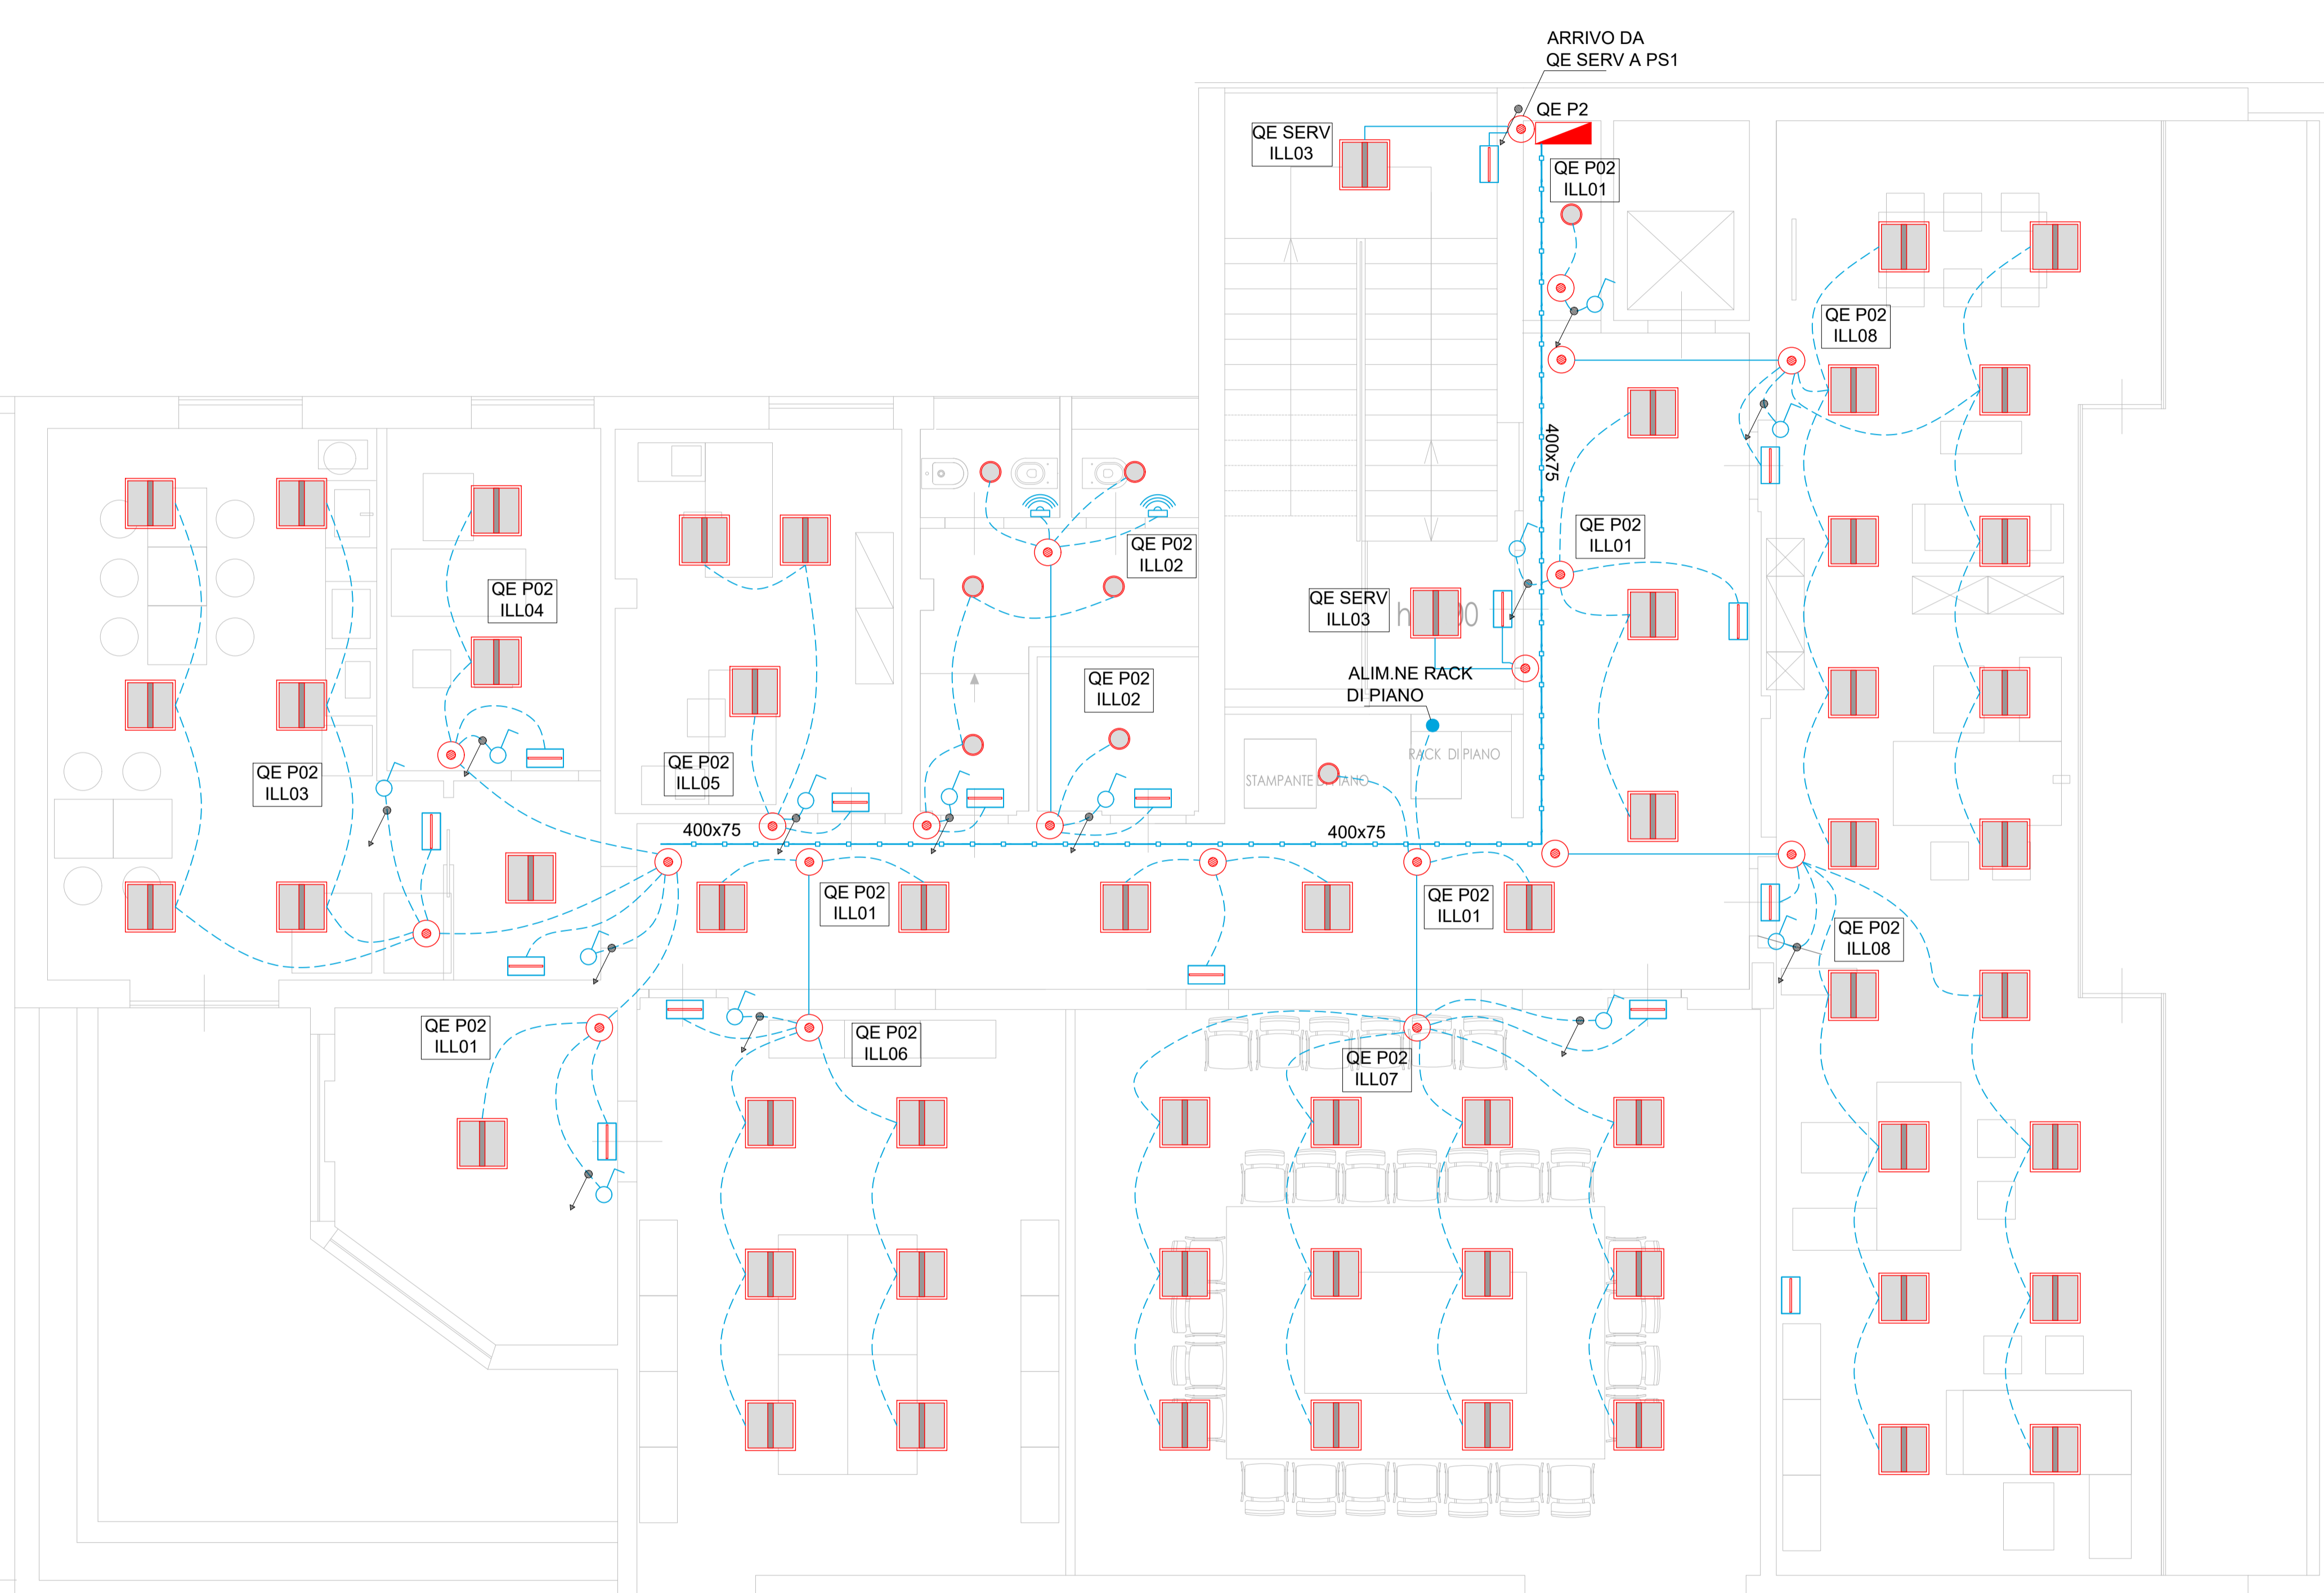 ARRIVO DA
QE SERV A PS1
QE P2
QE SERV
ILL03
QE P02
ILL01
QE P02
ILL08
400x75
QE P02
ILL01
QE P02
ILL02
QE P02
ILL04
QE SERV
ILL03
ALIM.NE RACK
DI PIANO
QE P02
ILL02
RACK DI PIANO
STAMPANTE DI PIANO
QE P02
ILL05
QE P02
ILL03
400x75
400x75
QE P02
ILL01
QE P02
ILL01
QE P02
ILL08
QE P02
ILL01
QE P02
ILL06
QE P02
ILL07